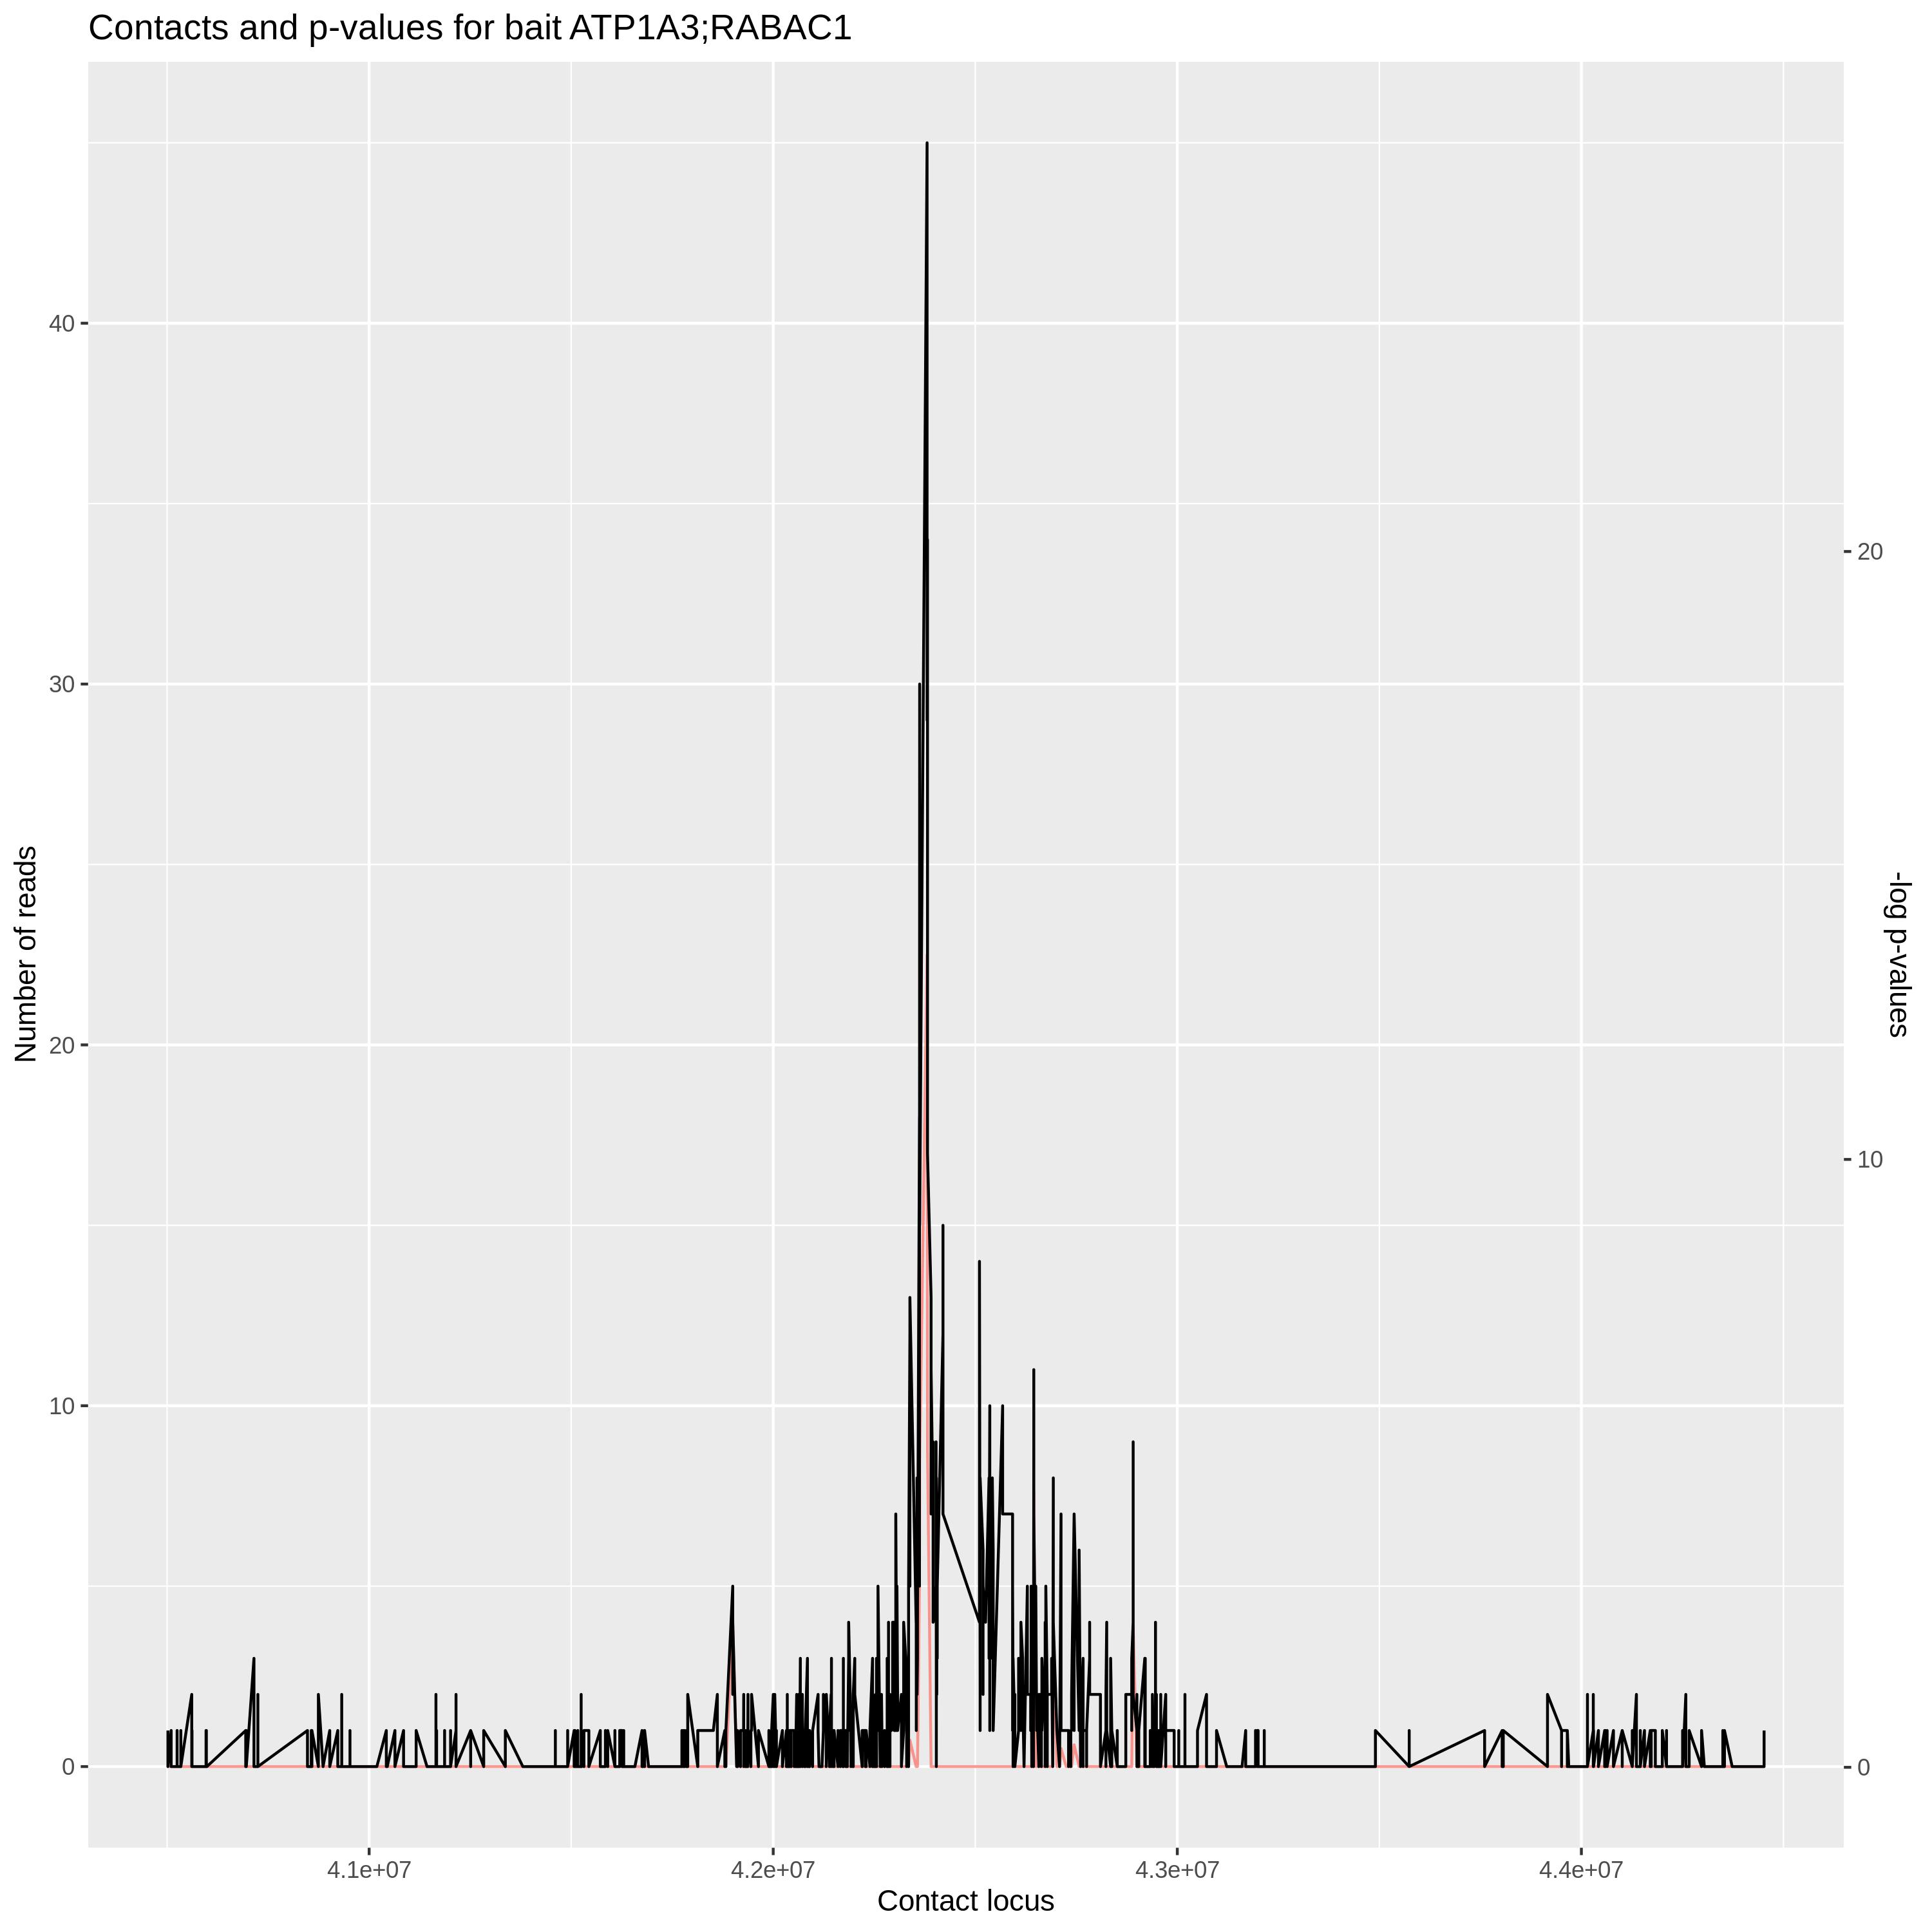 Contacts and p-values for bait ATP1A3;RABAC1
40
30
20
10
0
Number of reads
20
10
0
-log p-values
4.1e+07 4.2e+07 4.3e+07 4.4e+07
Contact locus